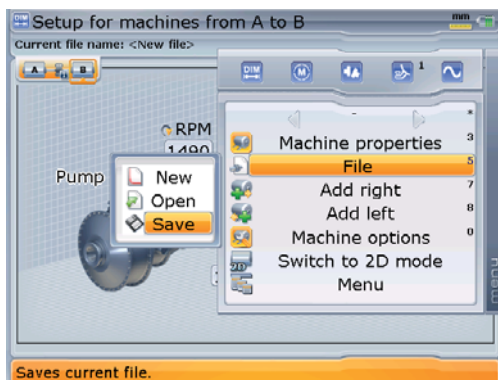 Setup for machines from A to B
mm
Current file name: <New file>
A B
DIM M 1
- *
RPM
1490
Pump
New
Open
Save
Machine properties 3
File 5
Add right 7
Add left 8
Machine options 0
2D Switch to 2D mode
Menu
menu
Saves current file.